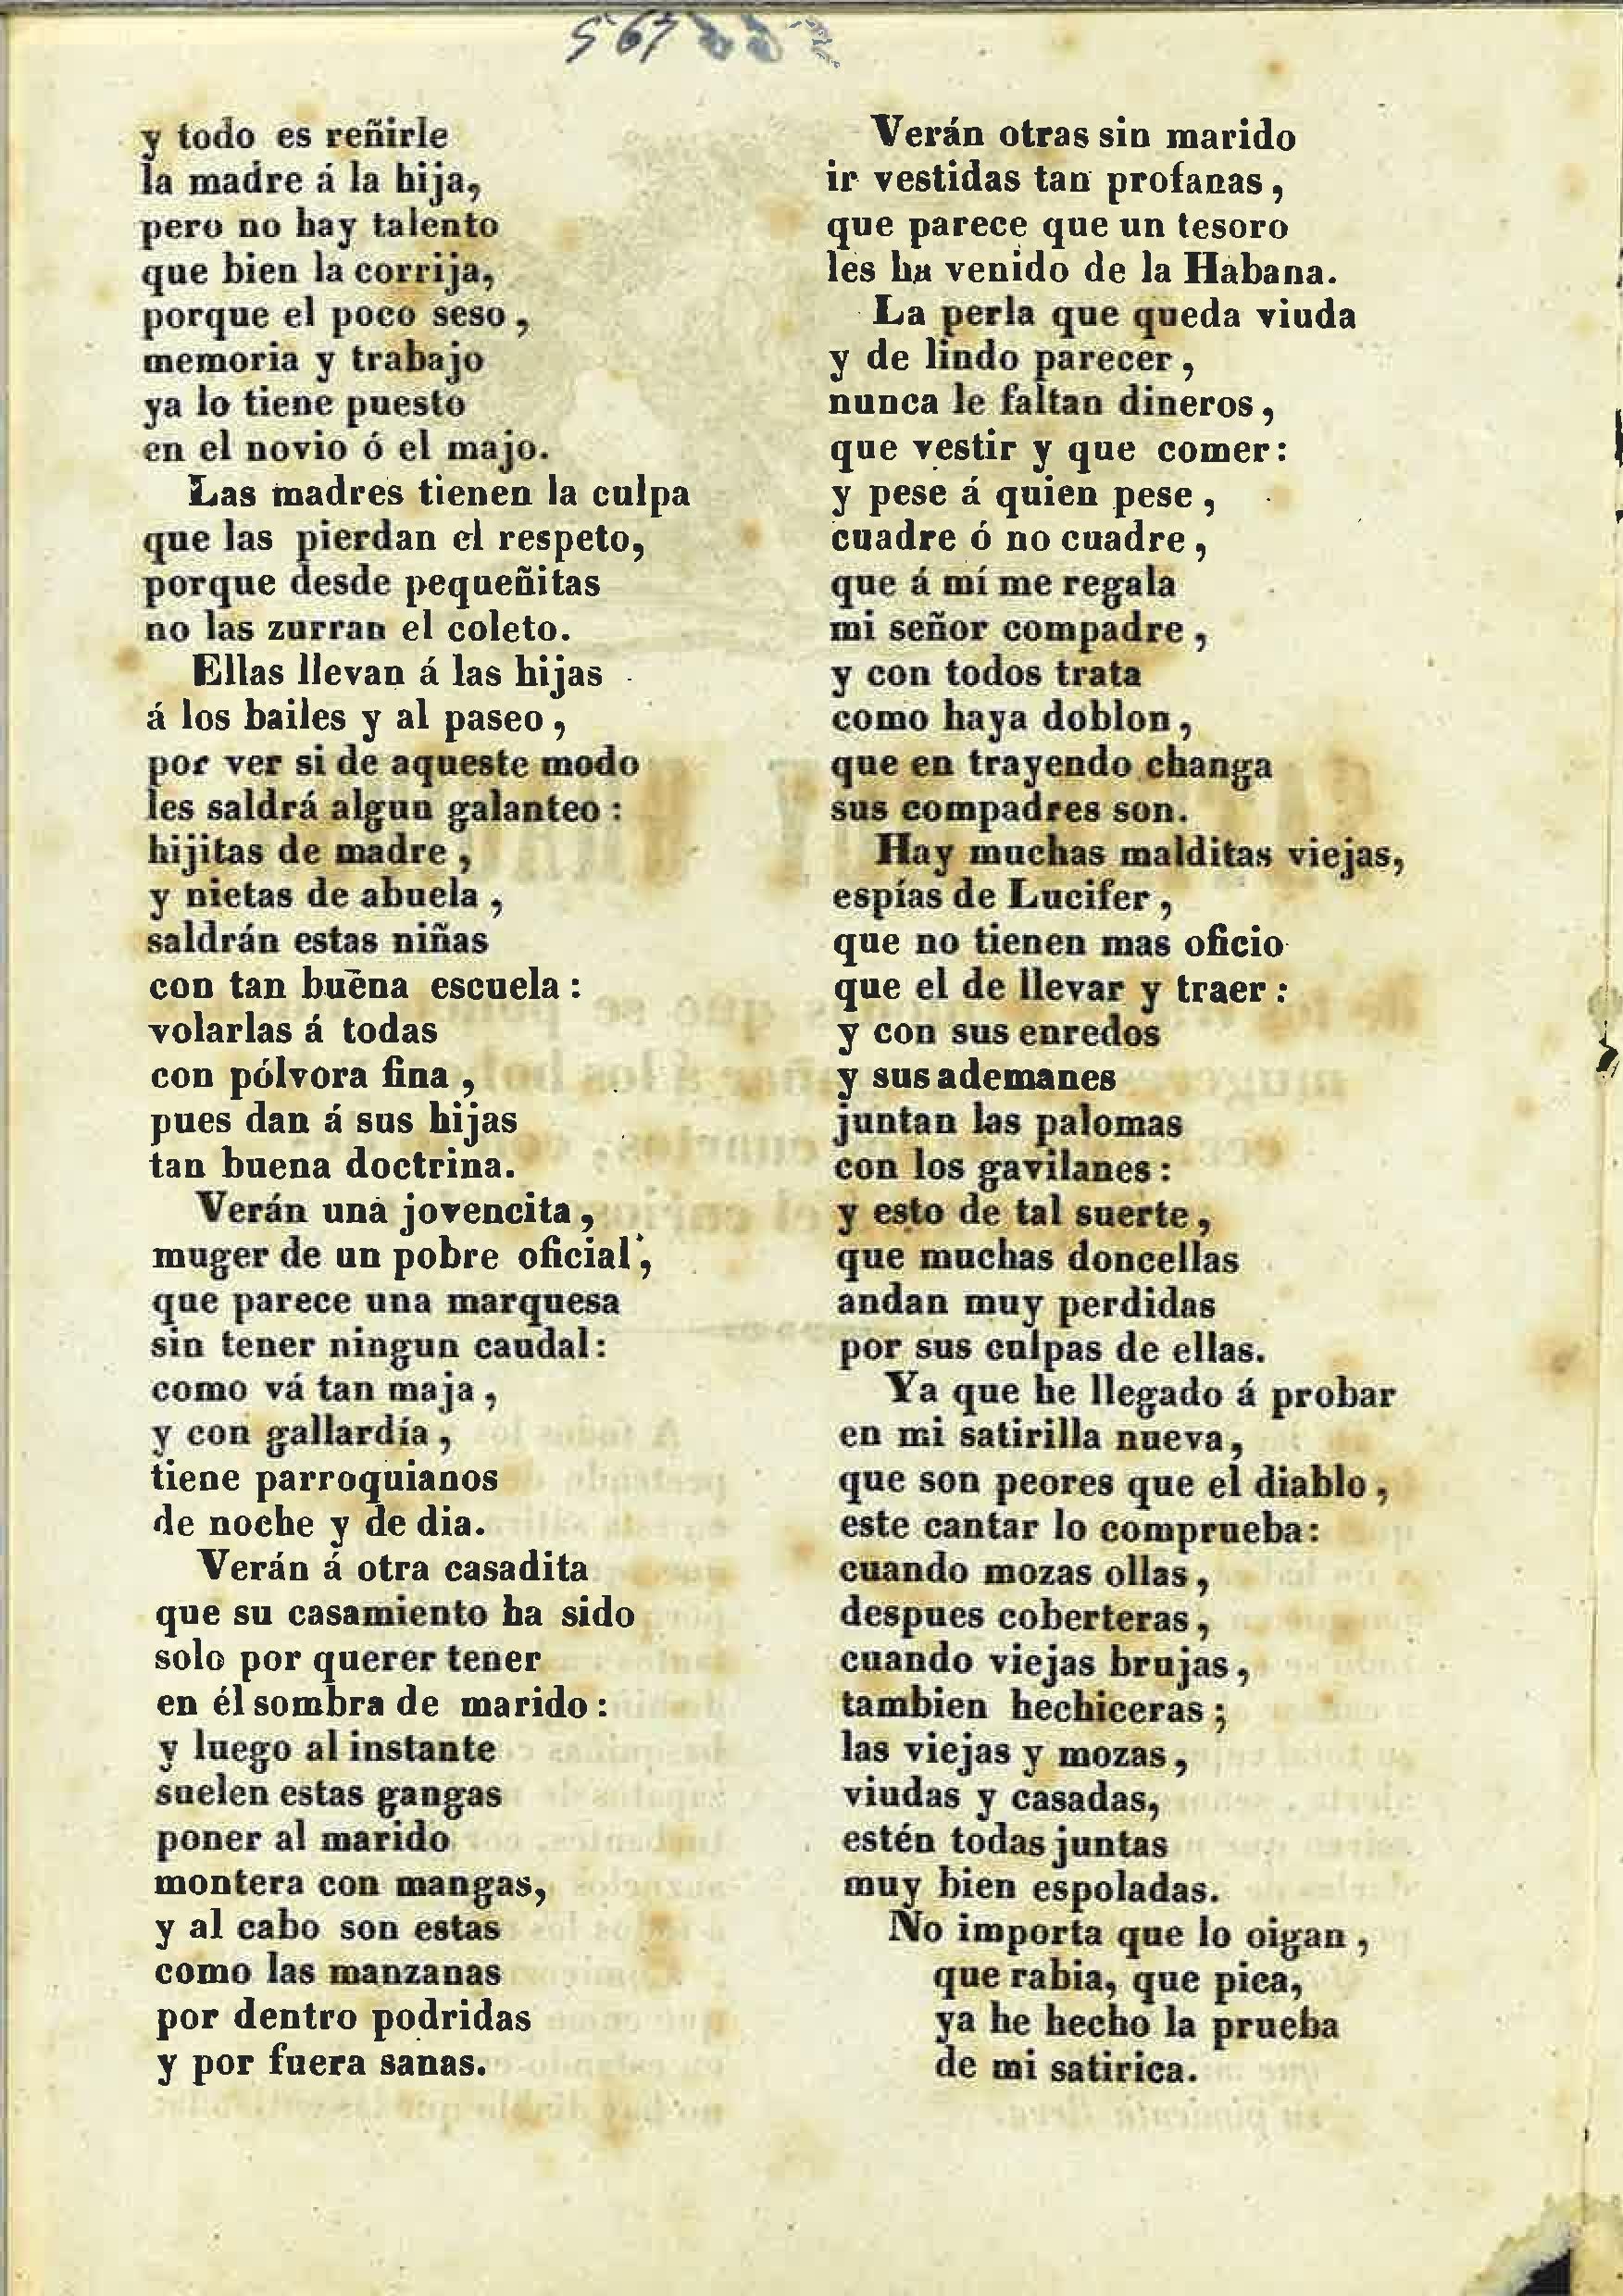 y todo es reñirle
la madre á la hija,
pero no hay talento
que bien la corrija,
porque el poco seso,
memoria y trabajo
ya lo tiene puesto
en el novio ó el majo.
Las madres tienen la culpa
que las pierdan el respeto,
porque desde pequeñitas
no las zurran el coleto.
Ellas llevan á las hijas
á los bailes y al paseo,
por ver si de aqueste modo
les saldrá algun galanteo:
hijitas de madre,
y nietas de abuela,
saldrán estas niñas
con tan buena escuela:
volarlas á todas
con pólvora fina,
pues dan á sus hijas
tan buena doctrina.
Verán una jovencita,
muger de un pobre oficial,
que parece una marquesa
sin tener ningun caudal:
como vá tan maja,
y con gallardía,
tiene parroquianos
de noche y de dia.
Verán á otra casadita
que su casamiento ha sido
solo por querer tener
en él sombra de marido:
y luego al instante
suelen estas gangas
poner al marido
montera con mangas,
y al cabo son estas
como las manzanas
por dentro podridas
y por fuera sanas.
Verán otras sin marido
ir vestidas tan profanas,
que parece que un tesoro
les ha venido de la Habana.
La perla que queda viuda
y de lindo parecer,
nunca le faltan dineros,
que vestir y que comer:
y pese á quien pese,
cuadre ó no cuadre,
que á mí me regala
mi señor compadre,
y con todos trata
como haya doblon,
que en trayendo changa
sus compadres son.
Hay muchas malditas viejas,
espías de Lucifer,
que no tienen mas oficio
que el de llevar y traer:
y con sus enredos
y sus ademanes
juntan las palomas
con los gavilanes:
y esto de tal suerte,
que muchas doncellas
andan muy perdidas
por sus culpas de ellas.
Ya que he llegado á probar
en mi satirilla nueva,
que son peores que el diablo,
este cantar lo comprueba:
cuando mozas ollas,
despues coberteras,
cuando viejas brujas,
tambien hechiceras;
las viejas y mozas,
viudas y casadas,
estén todas juntas
muy bien espoladas.
No importa que lo oigan,
que rabia, que pica,
ya he hecho la prueba
de mi satirica.